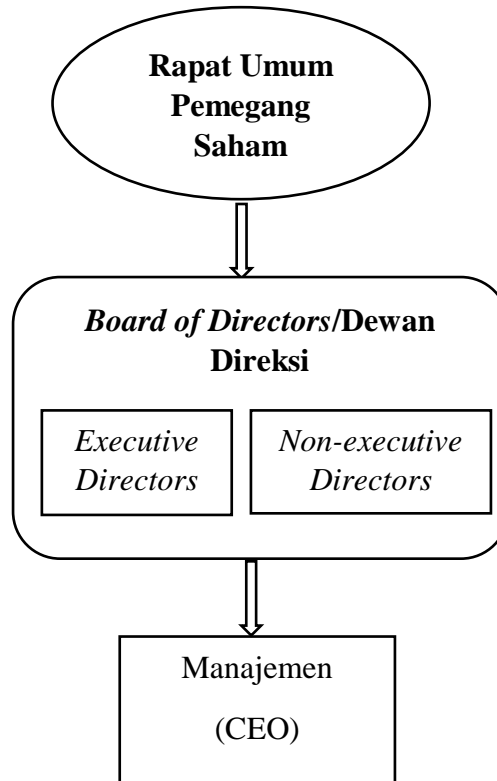 Rapat Umum
Pemegang
Saham
Board of Directors/Dewan
Direksi
Executive
Directors
Non-executive
Directors
Manajemen
(CEO)